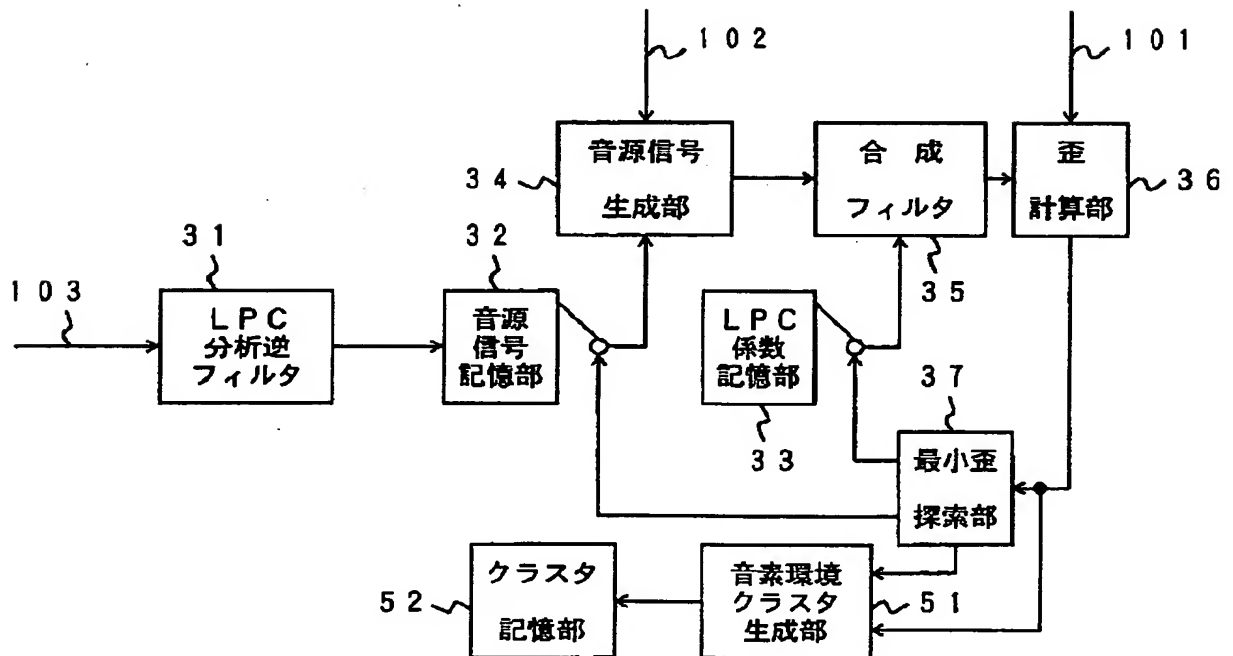 102
101
音源信号
生成部
34
合成
フィルタ
35
歪
計算部
36
31
32
103
LPC
分析逆
フィルタ
音源
信号
記憶部
LPC
係数
記憶部
33
37
最小歪
探索部
クラスタ
記憶部
52
音素環境
クラスタ
生成部
51